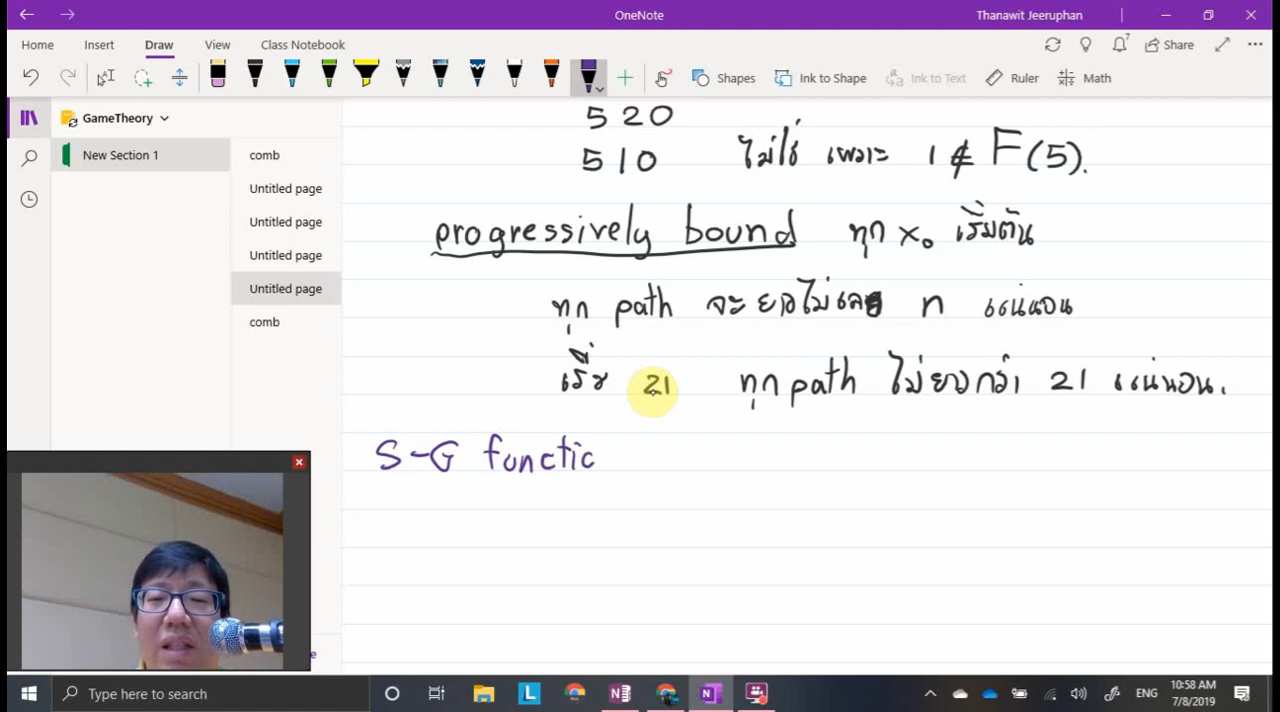 OneNote
Thanawit Jeeruphan
Home Insert Draw View Class Notebook
Share
Shapes Ink to Shape Ink to Text Ruler Math
GameTheory
New Section 1
comb
Untitled page
Untitled page
Untitled page
Untitled page
comb
5 2 0
5 1 0 ไม่ใช่ เพราะ 1 ∉ F(5).
progressively bound ทุก x₀ เริ่มต้น
ทุก path จะยาวไม่เลย n แน่นอน
เริ่ม 21 ทุก path ไม่ยาวกว่า 21 แน่นอน.
S-G functic
Type here to search
ENG
10:58 AM
7/8/2019